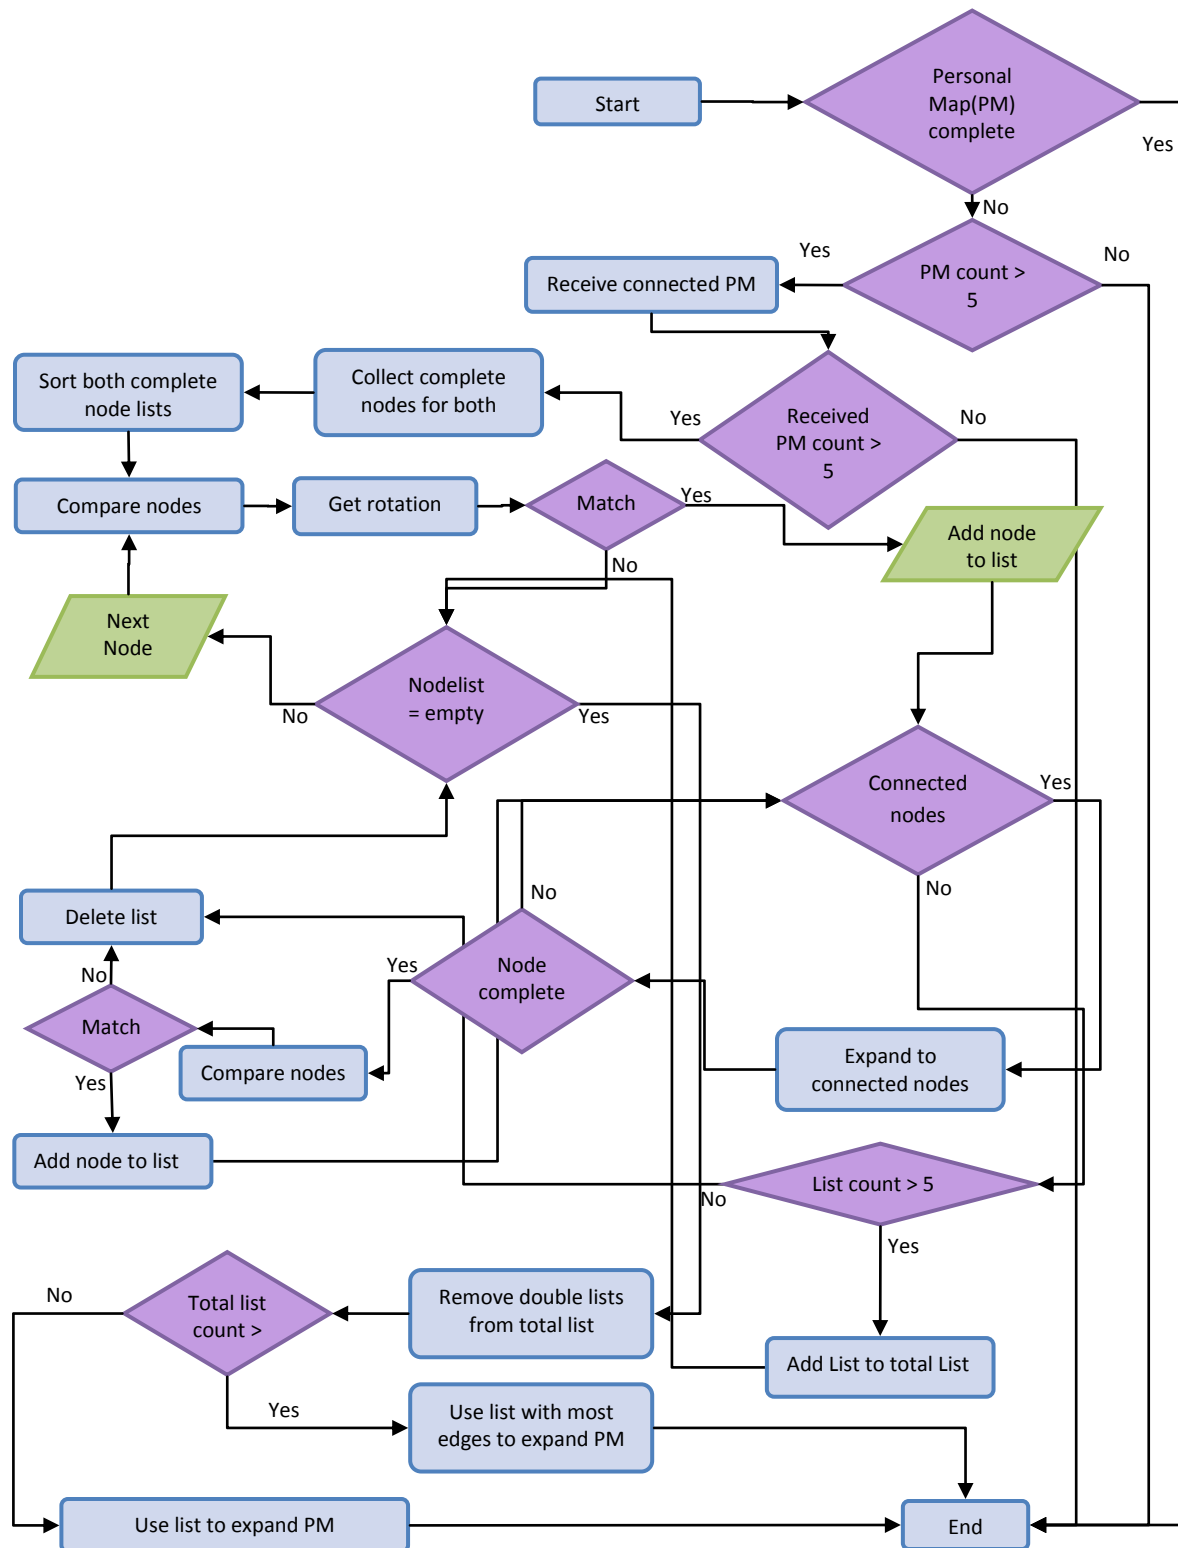 Start
Personal
Map(PM)
complete
Yes
No
Yes
No
Receive connected PM
PM count >
5
Sort both complete
node lists
Collect complete
nodes for both
Yes
Received
PM count >
5
No
Compare nodes
Get rotation
Match
Yes
Add node
to list
No
Next
Node
Nodelist
= empty
No
Yes
Connected
nodes
Yes
No
No
Delete list
Node
complete
Yes
No
Match
Compare nodes
Expand to
connected nodes
Yes
Add node to list
List count > 5
No
Yes
Total list
count >
No
Remove double lists
from total list
Add List to total List
Yes
Use list with most
edges to expand PM
Use list to expand PM
End